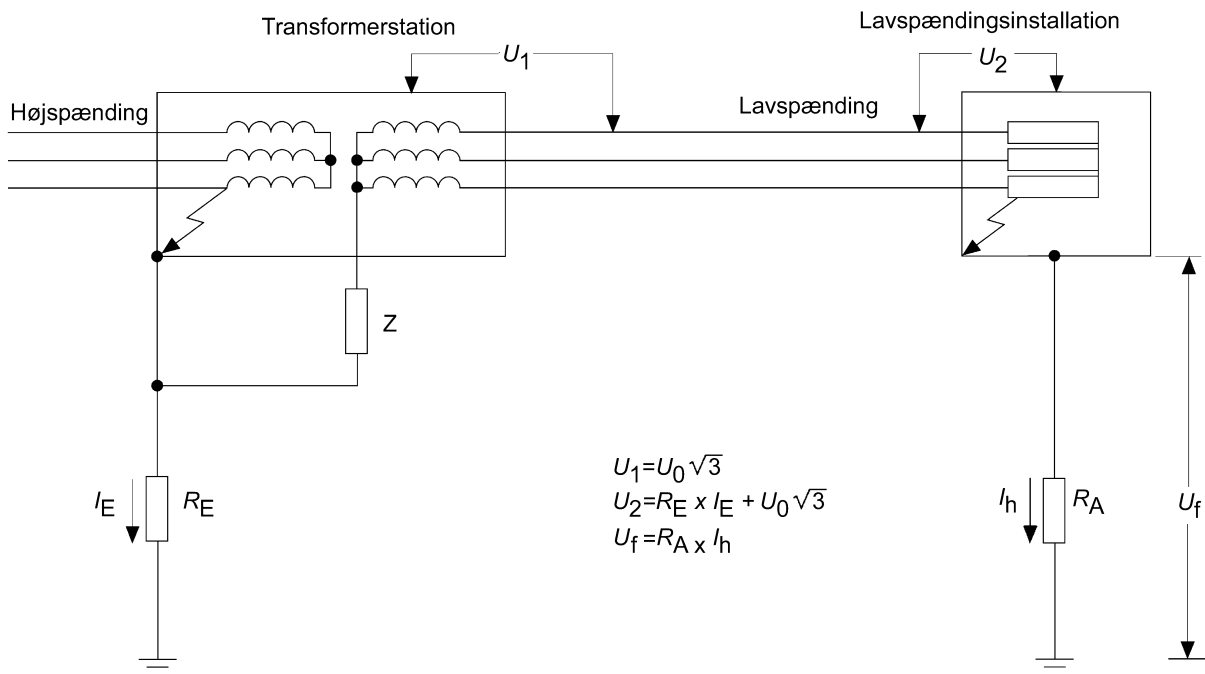 Transformerstation
Lavspændingsinstallation
U1
U2
Højspænding
Lavspænding
Z
U1=U0√3
U2=RE x IE + U0√3
Uf=RA x Ih
IE
RE
Ih
RA
Uf